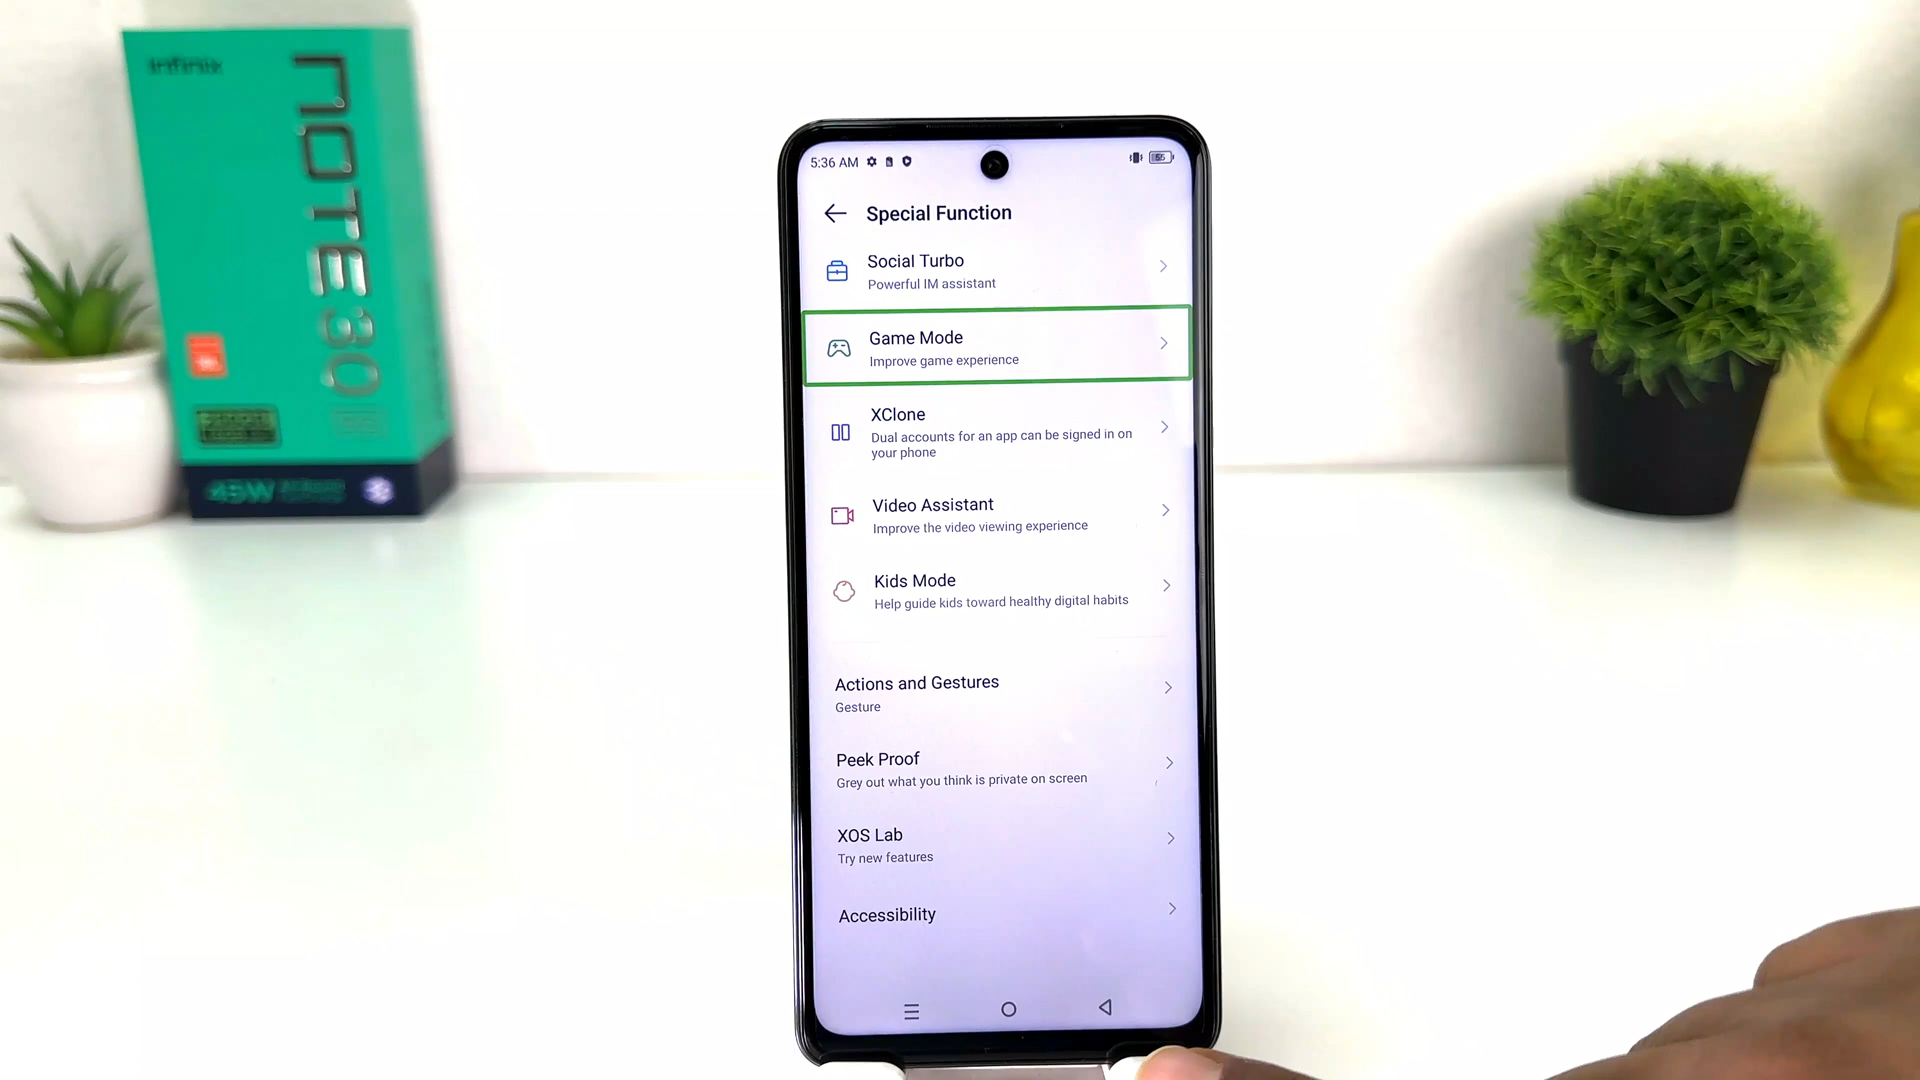 Infinix
NOTE 30
45W
5:36 AM
55
Special Function
Social Turbo
Powerful IM assistant
Game Mode
Improve game experience
XClone
Dual accounts for an app can be signed in on
your phone
Video Assistant
Improve the video viewing experience
Kids Mode
Help guide kids toward healthy digital habits
Actions and Gestures
Gesture
Peek Proof
Grey out what you think is private on screen
XOS Lab
Try new features
Accessibility